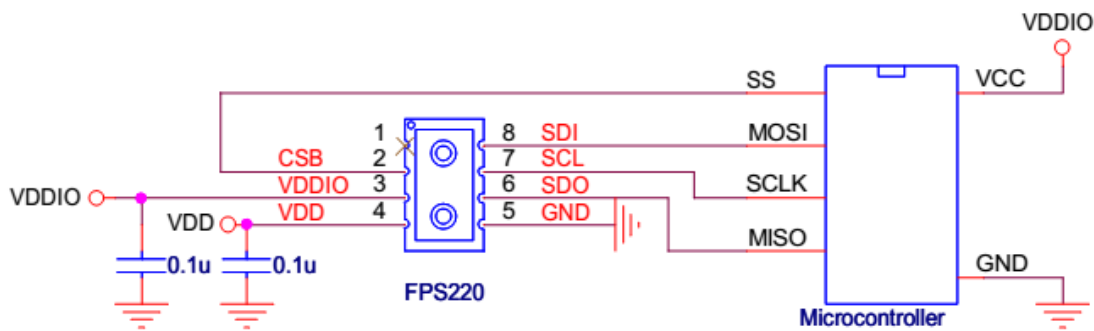 VDDIO
SS
VCC
1
8
SDI
MOSI
CSB
2
7
SCL
VDDIO
VDDIO
3
6
SDO
SCLK
VDD
VDD
4
5
GND
MISO
0.1u
0.1u
GND
FPS220
Microcontroller